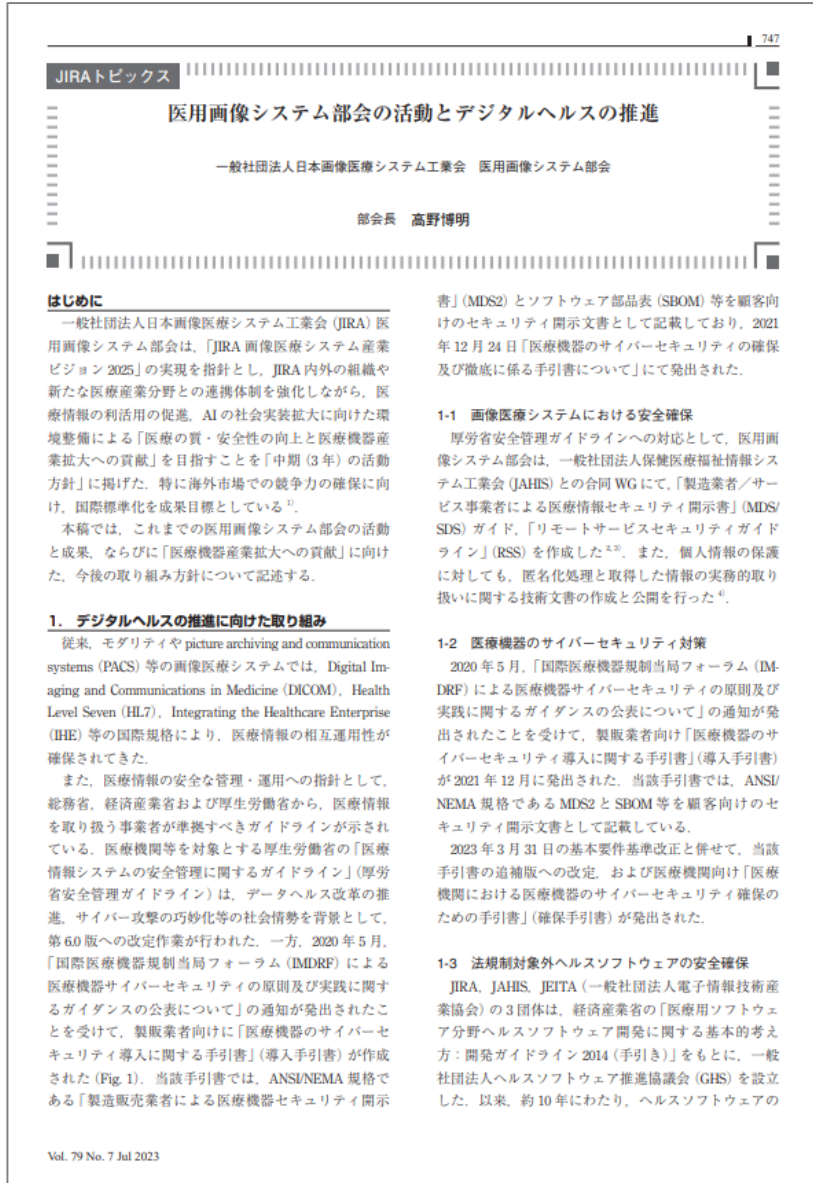 747
JIRAトピックス
医用画像システム部会の活動とデジタルヘルスの推進
一般社団法人日本画像医療システム工業会 医用画像システム部会
部会長 高野博明
はじめに
一般社団法人日本画像医療システム工業会 (JIRA) 医
用画像システム部会は，「JIRA 画像医療システム産業
ビジョン 2025」の実現を指針とし，JIRA 内外の組織や
新たな医療産業分野との連携体制を強化しながら，医
療情報の利活用の促進，AI の社会実装拡大に向けた環
境整備による「医療の質・安全性の向上と医療機器産
業拡大への貢献」を目指すことを「中期 (3 年) の活動
方針」に掲げた．特に海外市場での競争力の確保に向
け，国際標準化を成果目標としている 1)．
本稿では，これまでの医用画像システム部会の活動
と成果，ならびに「医療機器産業拡大への貢献」に向け
た，今後の取り組み方針について記述する．
1. デジタルヘルスの推進に向けた取り組み
従来，モダリティや picture archiving and communication
systems (PACS) 等の画像医療システムでは，Digital Im-
aging and Communications in Medicine (DICOM)，Health
Level Seven (HL7)，Integrating the Healthcare Enterprise
(IHE) 等の国際規格により，医療情報の相互運用性が
確保されてきた．
また，医療情報の安全な管理・運用への指針として，
総務省，経済産業省および厚生労働省から，医療情報
を取り扱う事業者が準拠すべきガイドラインが示され
ている．医療機関等を対象とする厚生労働省の「医療
情報システムの安全管理に関するガイドライン」(厚労
省安全管理ガイドライン) は，データヘルス改革の推
進，サイバー攻撃の巧妙化等の社会情勢を背景として，
第 6.0 版への改定作業が行われた．一方，2020 年 5 月，
「国際医療機器規制当局フォーラム (IMDRF) による
医療機器サイバーセキュリティの原則及び実践に関す
るガイダンスの公表について」の通知が発出されたこ
とを受けて，製販業者向けに「医療機器のサイバーセ
キュリティ導入に関する手引書」(導入手引書) が作成
された (Fig. 1)．当該手引書では，ANSI/NEMA 規格で
ある「製造販売業者による医療機器セキュリティ開示
書」(MDS2) とソフトウェア部品表 (SBOM) 等を顧客向
けのセキュリティ開示文書として記載しており，2021
年 12 月 24 日「医療機器のサイバーセキュリティの確保
及び徹底に係る手引書について」にて発出された．
1-1 画像医療システムにおける安全確保
厚労省安全管理ガイドラインへの対応として，医用画
像システム部会は，一般社団法人保健医療福祉情報シス
テム工業会 (JAHIS) との合同 WG にて，「製造業者／サー
ビス事業者による医療情報セキュリティ開示書」(MDS/
SDS) ガイド，「リモートサービスセキュリティガイド
ライン」(RSS) を作成した 2,3)．また，個人情報の保護
に対しても，匿名化処理と取得した情報の実務的取り
扱いに関する技術文書の作成と公開を行った 4)．
1-2 医療機器のサイバーセキュリティ対策
2020 年 5 月，「国際医療機器規制当局フォーラム (IM-
DRF) による医療機器サイバーセキュリティの原則及び
実践に関するガイダンスの公表について」の通知が発
出されたことを受けて，製販業者向け「医療機器のサ
イバーセキュリティ導入に関する手引書」(導入手引書)
が 2021 年 12 月に発出された．当該手引書では，ANSI/
NEMA 規格である MDS2 と SBOM 等を顧客向けのセ
キュリティ開示文書として記載している．
2023 年 3 月 31 日の基本要件基準改正と併せて，当該
手引書の追補版への改定，および医療機関向け「医療
機関における医療機器のサイバーセキュリティ確保の
ための手引書」(確保手引書) が発出された．
1-3 法規制対象外ヘルスソフトウェアの安全確保
JIRA，JAHIS，JEITA (一般社団法人電子情報技術産
業協会) の 3 団体は，経済産業省の「医療用ソフトウェ
ア分野ヘルスソフトウェア開発に関する基本的考え
方：開発ガイドライン 2014 (手引き)」をもとに，一般
社団法人ヘルスソフトウェア推進協議会 (GHS) を設立
した．以来，約 10 年にわたり，ヘルスソフトウェアの
Vol. 79 No. 7 Jul 2023